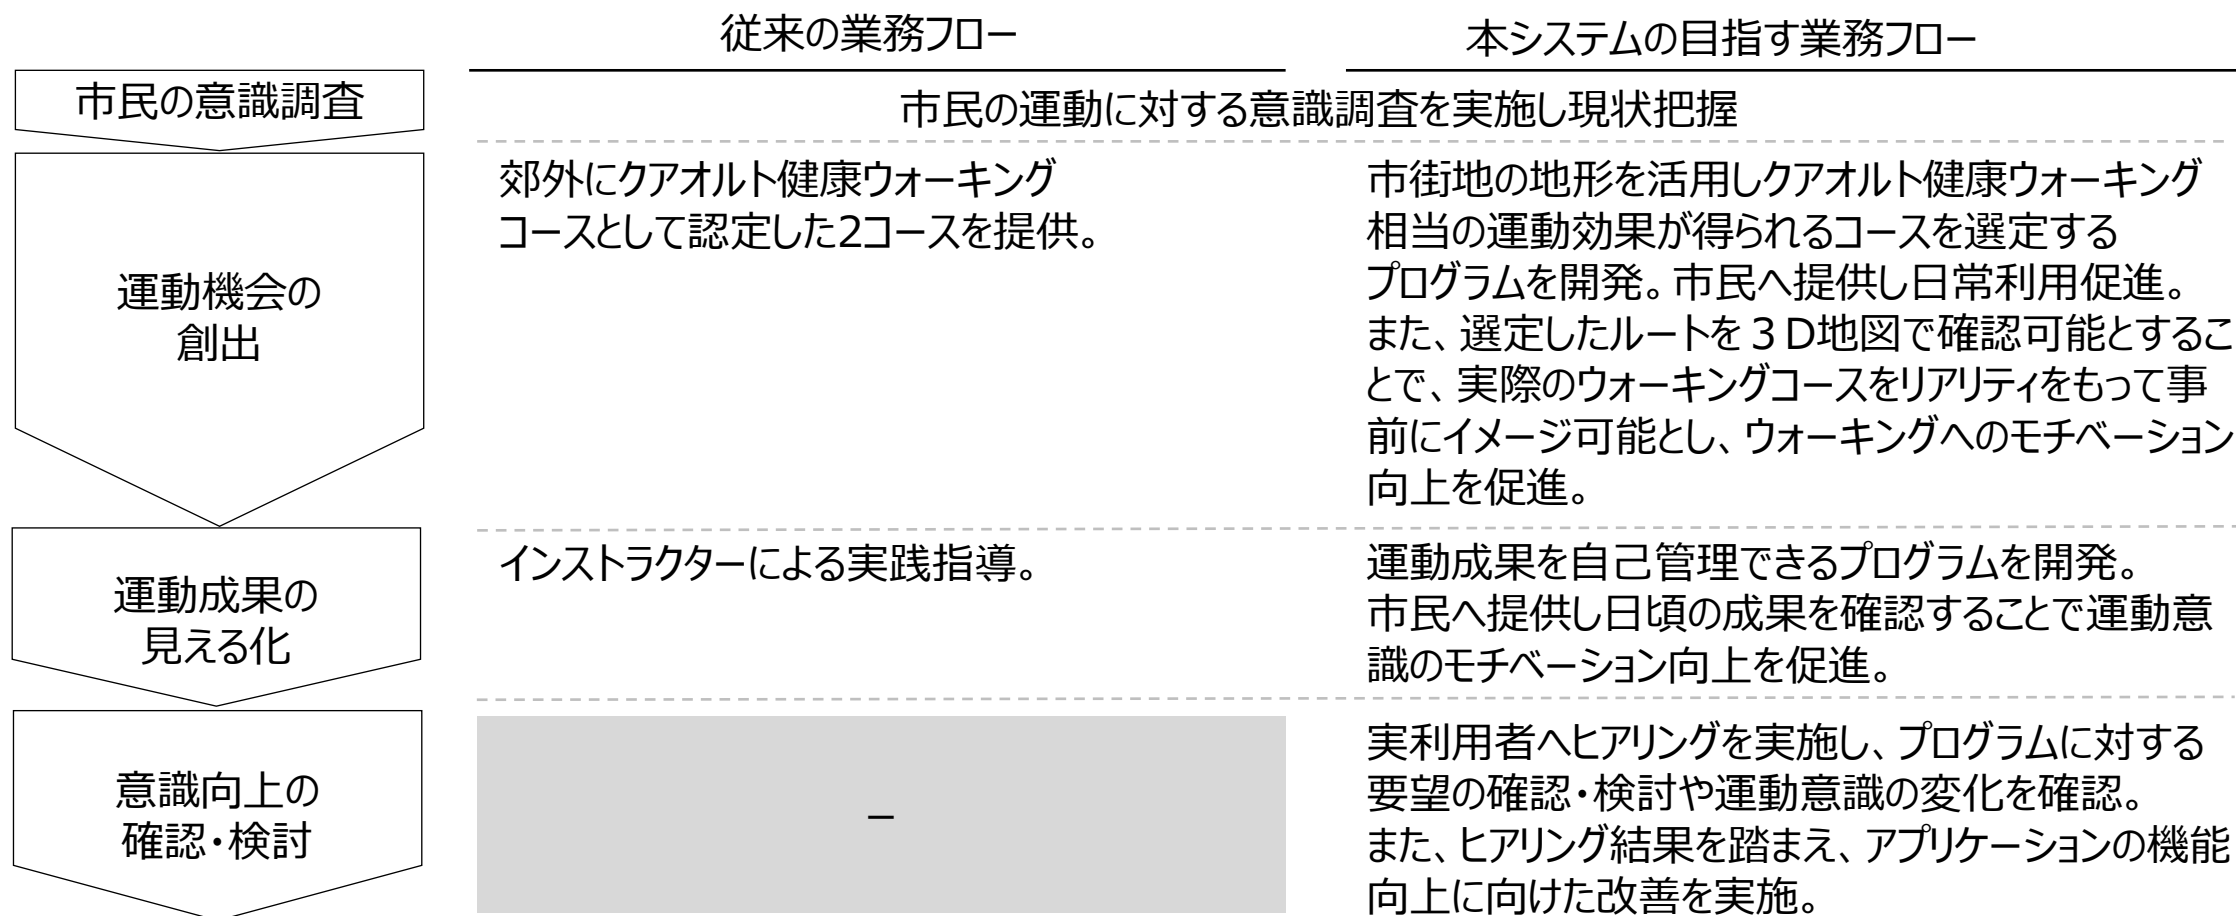 従来の業務フロー
本システムの目指す業務フロー
市民の意識調査
市民の運動に対する意識調査を実施し現状把握
運動機会の
創出
郊外にクアオルト健康ウォーキング
コースとして認定した2コースを提供。
市街地の地形を活用しクアオルト健康ウォーキング
相当の運動効果が得られるコースを選定する
プログラムを開発。市民へ提供し日常利用促進。
また、選定したルートを３D地図で確認可能とするこ
とで、実際のウォーキングコースをリアリティをもって事
前にイメージ可能とし、ウォーキングへのモチベーション
向上を促進。
運動成果の
見える化
インストラクターによる実践指導。
運動成果を自己管理できるプログラムを開発。
市民へ提供し日頃の成果を確認することで運動意
識のモチベーション向上を促進。
意識向上の
確認・検討
–
実利用者へヒアリングを実施し、プログラムに対する
要望の確認・検討や運動意識の変化を確認。
また、ヒアリング結果を踏まえ、アプリケーションの機能
向上に向けた改善を実施。